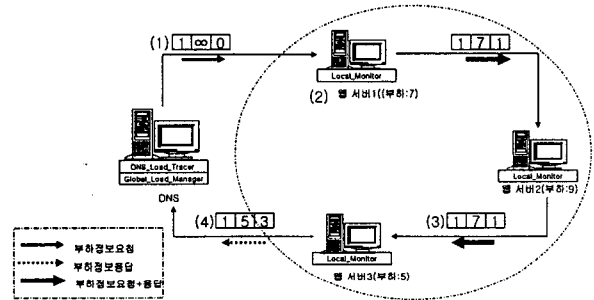 (1) 1 ∞ 0
1 7 1
Local_Monitor
(2) 웹 서버1((부하:7)
DNS_Load_Tracer
Global_Load_Manager
DNS
Local_Monitor
웹 서버2(부하:9)
(4) 1 5 3
(3) 1 7 1
Local_Monitor
웹 서버3(부하:5)
부하정보요청
부하정보응답
부하정보요청+응답